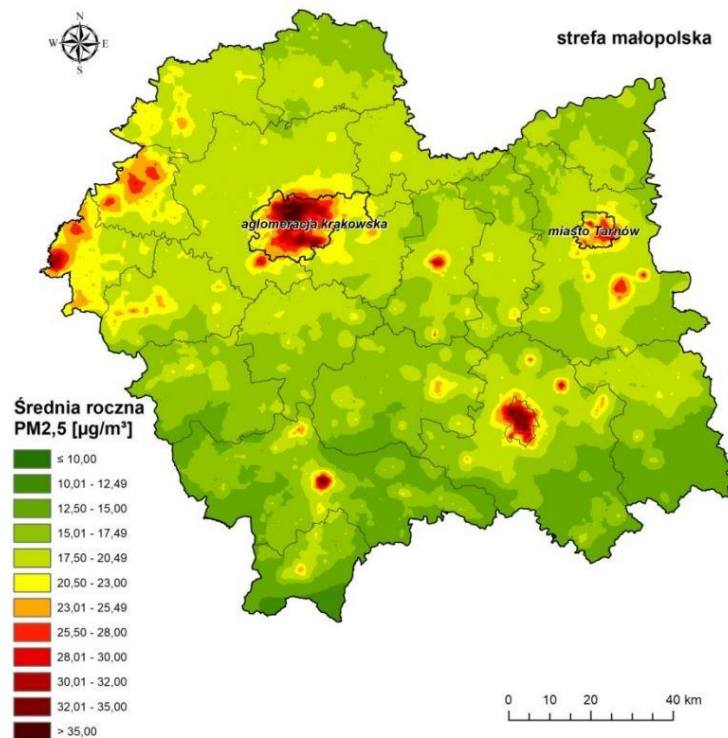 N
W E
S
strefa małopolska
aglomeracja krakowska
miasto Tarnów
Średnia roczna
PM2,5 [µg/m³]
≤ 10,00
10,01 - 12,49
12,50 - 15,00
15,01 - 17,49
17,50 - 20,49
20,50 - 23,00
23,01 - 25,49
25,50 - 28,00
28,01 - 30,00
30,01 - 32,00
32,01 - 35,00
> 35,00
0 10 20 40 km